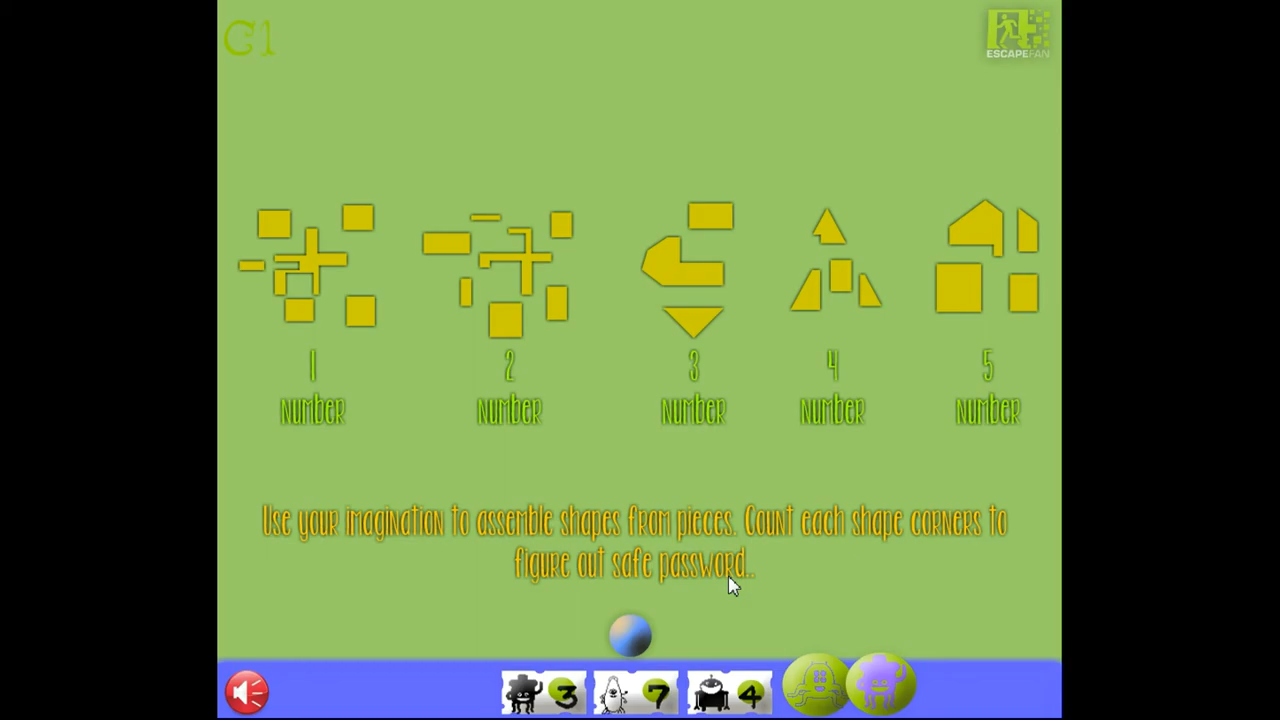 G1
ESCAPEFAN
1 2 3 4 5
number number number number number
Use your imagination to assemble shapes from pieces. Count each shape corners to
figure out safe password..
3 7 4